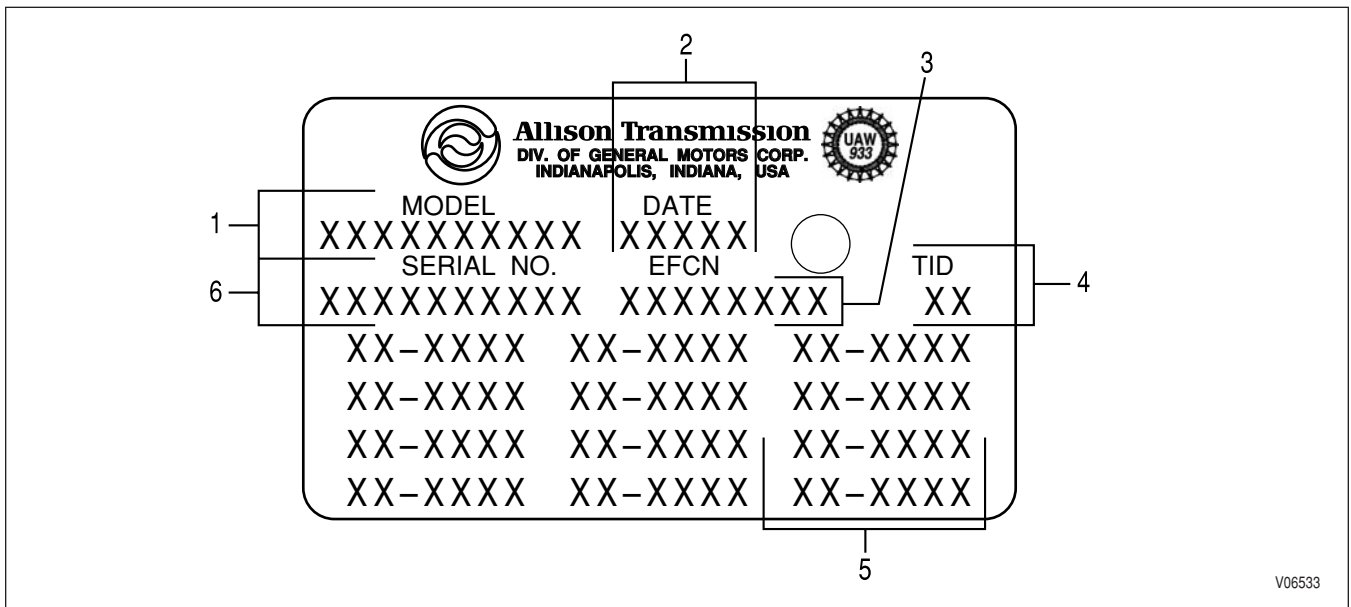 2
3
Allison Transmission
DIV. OF GENERAL MOTORS CORP.
INDIANAPOLIS, INDIANA, USA
UAW
933
MODEL DATE
1
XXXXXXXXXX XXXXX
SERIAL NO. EFCN TID
4
6
XXXXXXXXXX XXXXXXXX XX
XX-XXXX XX-XXXX XX-XXXX
XX-XXXX XX-XXXX XX-XXXX
XX-XXXX XX-XXXX XX-XXXX
XX-XXXX XX-XXXX XX-XXXX
5
V06533